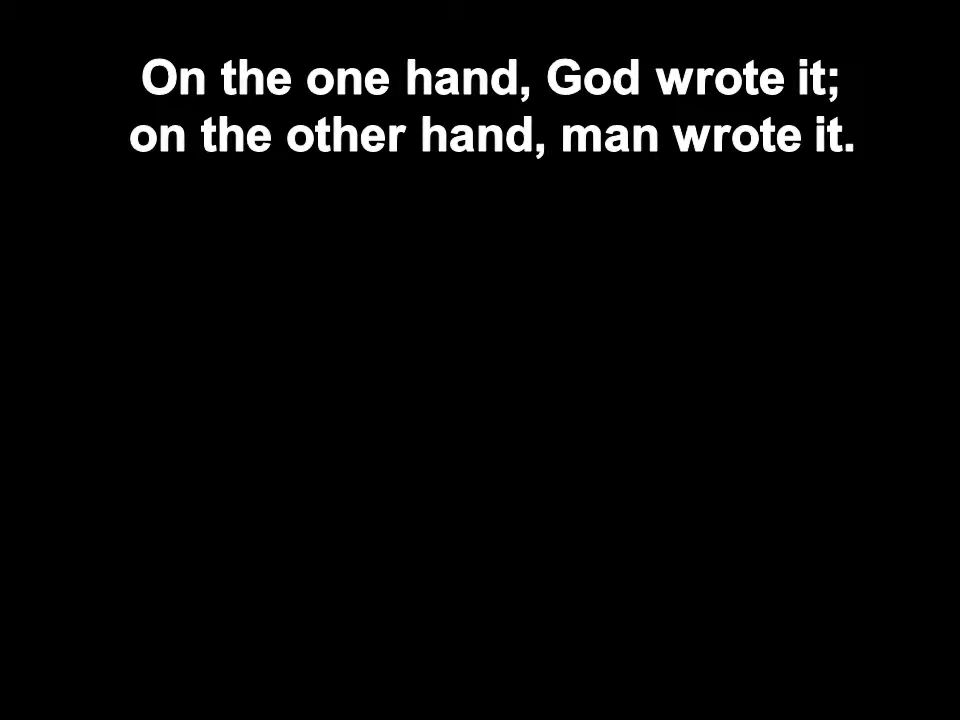 On the one hand, God wrote it;
on the other hand, man wrote it.